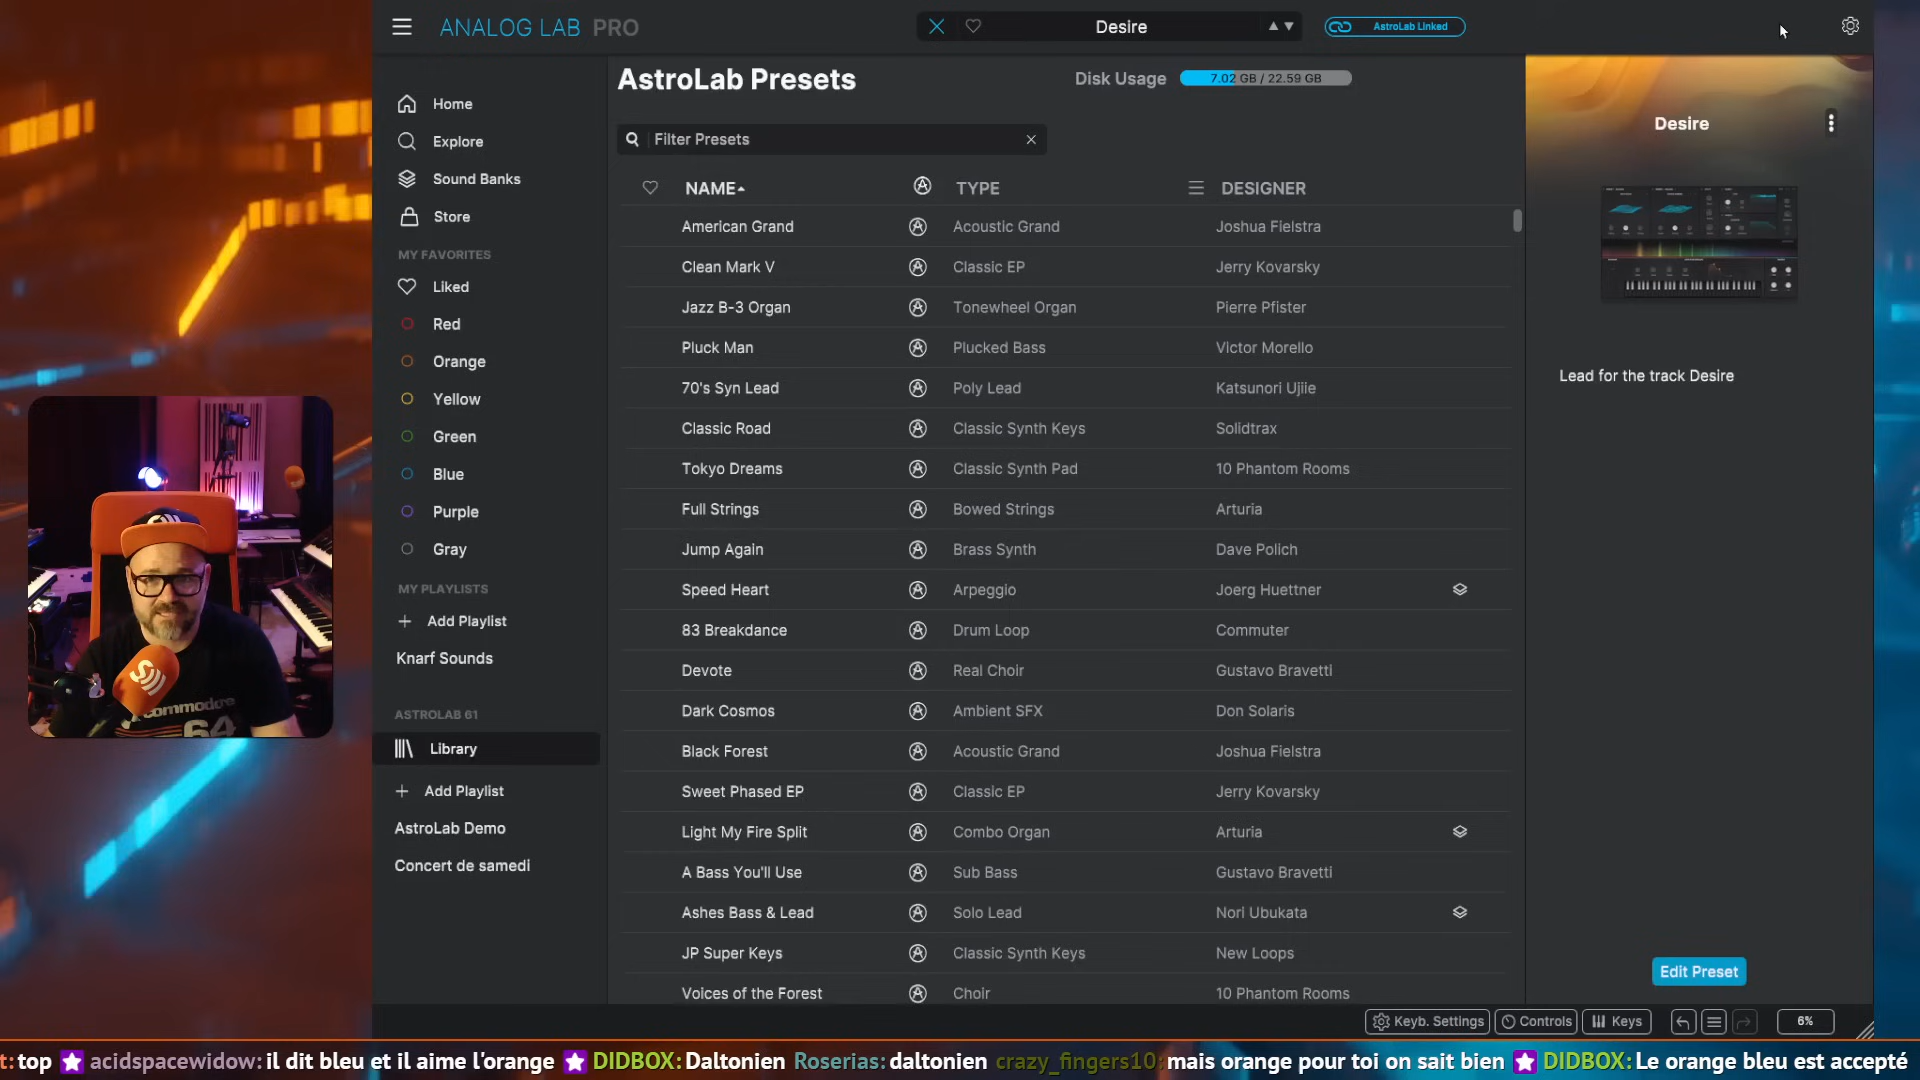 ANALOG LAB PRO
Desire
AstroLab Linked
Home
Explore
Sound Banks
Store
MY FAVORITES
Liked
Red
Orange
Yellow
Green
Blue
Purple
Gray
MY PLAYLISTS
Add Playlist
Knarf Sounds
ASTROLAB 61
Library
Add Playlist
AstroLab Demo
Concert de samedi
AstroLab Presets
Disk Usage 7.02 GB / 22.59 GB
Filter Presets
NAME TYPE DESIGNER
American Grand Acoustic Grand Joshua Fielstra
Clean Mark V Classic EP Jerry Kovarsky
Jazz B-3 Organ Tonewheel Organ Pierre Pfister
Pluck Man Plucked Bass Victor Morello
70's Syn Lead Poly Lead Katsunori Ujiie
Classic Road Classic Synth Keys Solidtrax
Tokyo Dreams Classic Synth Pad 10 Phantom Rooms
Full Strings Bowed Strings Arturia
Jump Again Brass Synth Dave Polich
Speed Heart Arpeggio Joerg Huettner
83 Breakdance Drum Loop Commuter
Devote Real Choir Gustavo Bravetti
Dark Cosmos Ambient SFX Don Solaris
Black Forest Acoustic Grand Joshua Fielstra
Sweet Phased EP Classic EP Jerry Kovarsky
Light My Fire Split Combo Organ Arturia
A Bass You'll Use Sub Bass Gustavo Bravetti
Ashes Bass & Lead Solo Lead Nori Ubukata
JP Super Keys Classic Synth Keys New Loops
Voices of the Forest Choir 10 Phantom Rooms
Desire
Lead for the track Desire
Edit Preset
Keyb. Settings Controls Keys 6%
commodore
64
t: top acidspacewidow: il dit bleu et il aime l'orange DIDBOX: Daltonien Roserias: daltonien crazy_fingers10: mais orange pour toi on sait bien DIDBOX: Le orange bleu est accepté